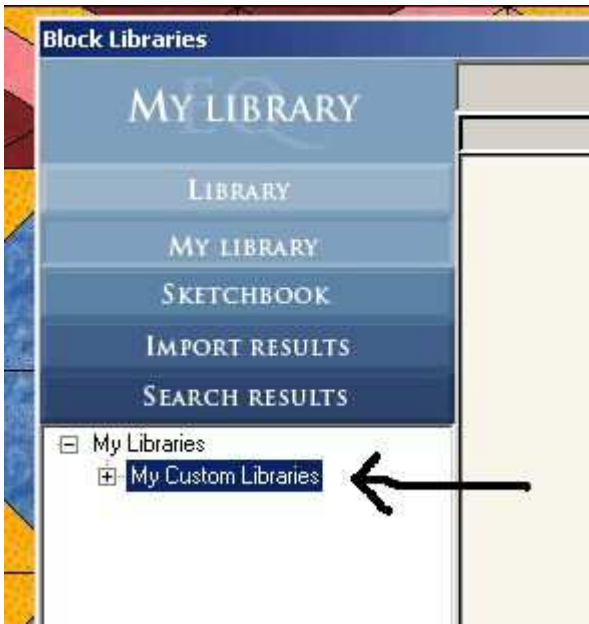 Block Libraries
MY LIBRARY
LIBRARY
MY LIBRARY
SKETCHBOOK
IMPORT RESULTS
SEARCH RESULTS
My Libraries
My Custom Libraries